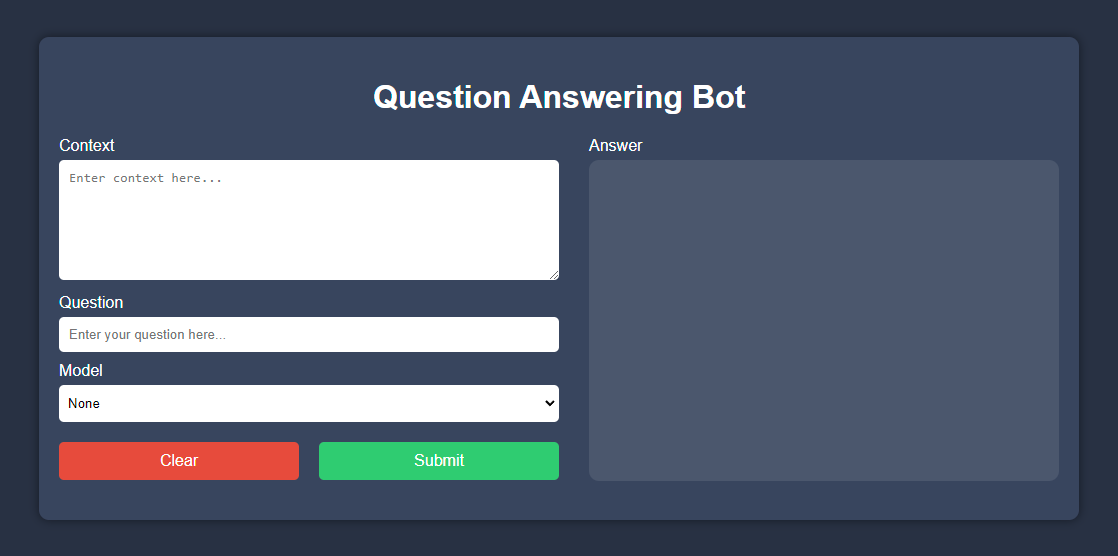 Question Answering Bot
Context
Enter context here...
Question
Enter your question here...
Model
None
Clear
Submit
Answer